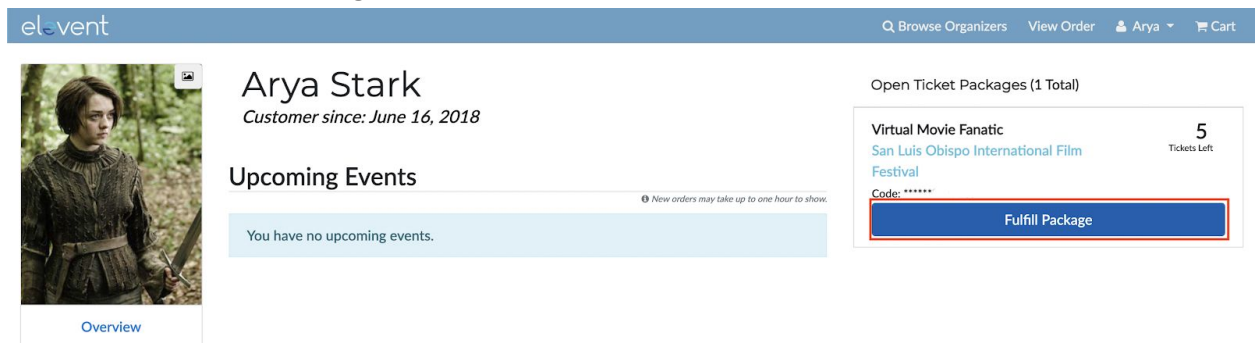 elevent
Browse Organizers View Order Arya Cart
Arya Stark
Customer since: June 16, 2018
Upcoming Events
New orders may take up to one hour to show.
You have no upcoming events.
Overview
Open Ticket Packages (1 Total)
Virtual Movie Fanatic
5
San Luis Obispo International Film
Tickets Left
Festival
Code: ******
Fulfill Package